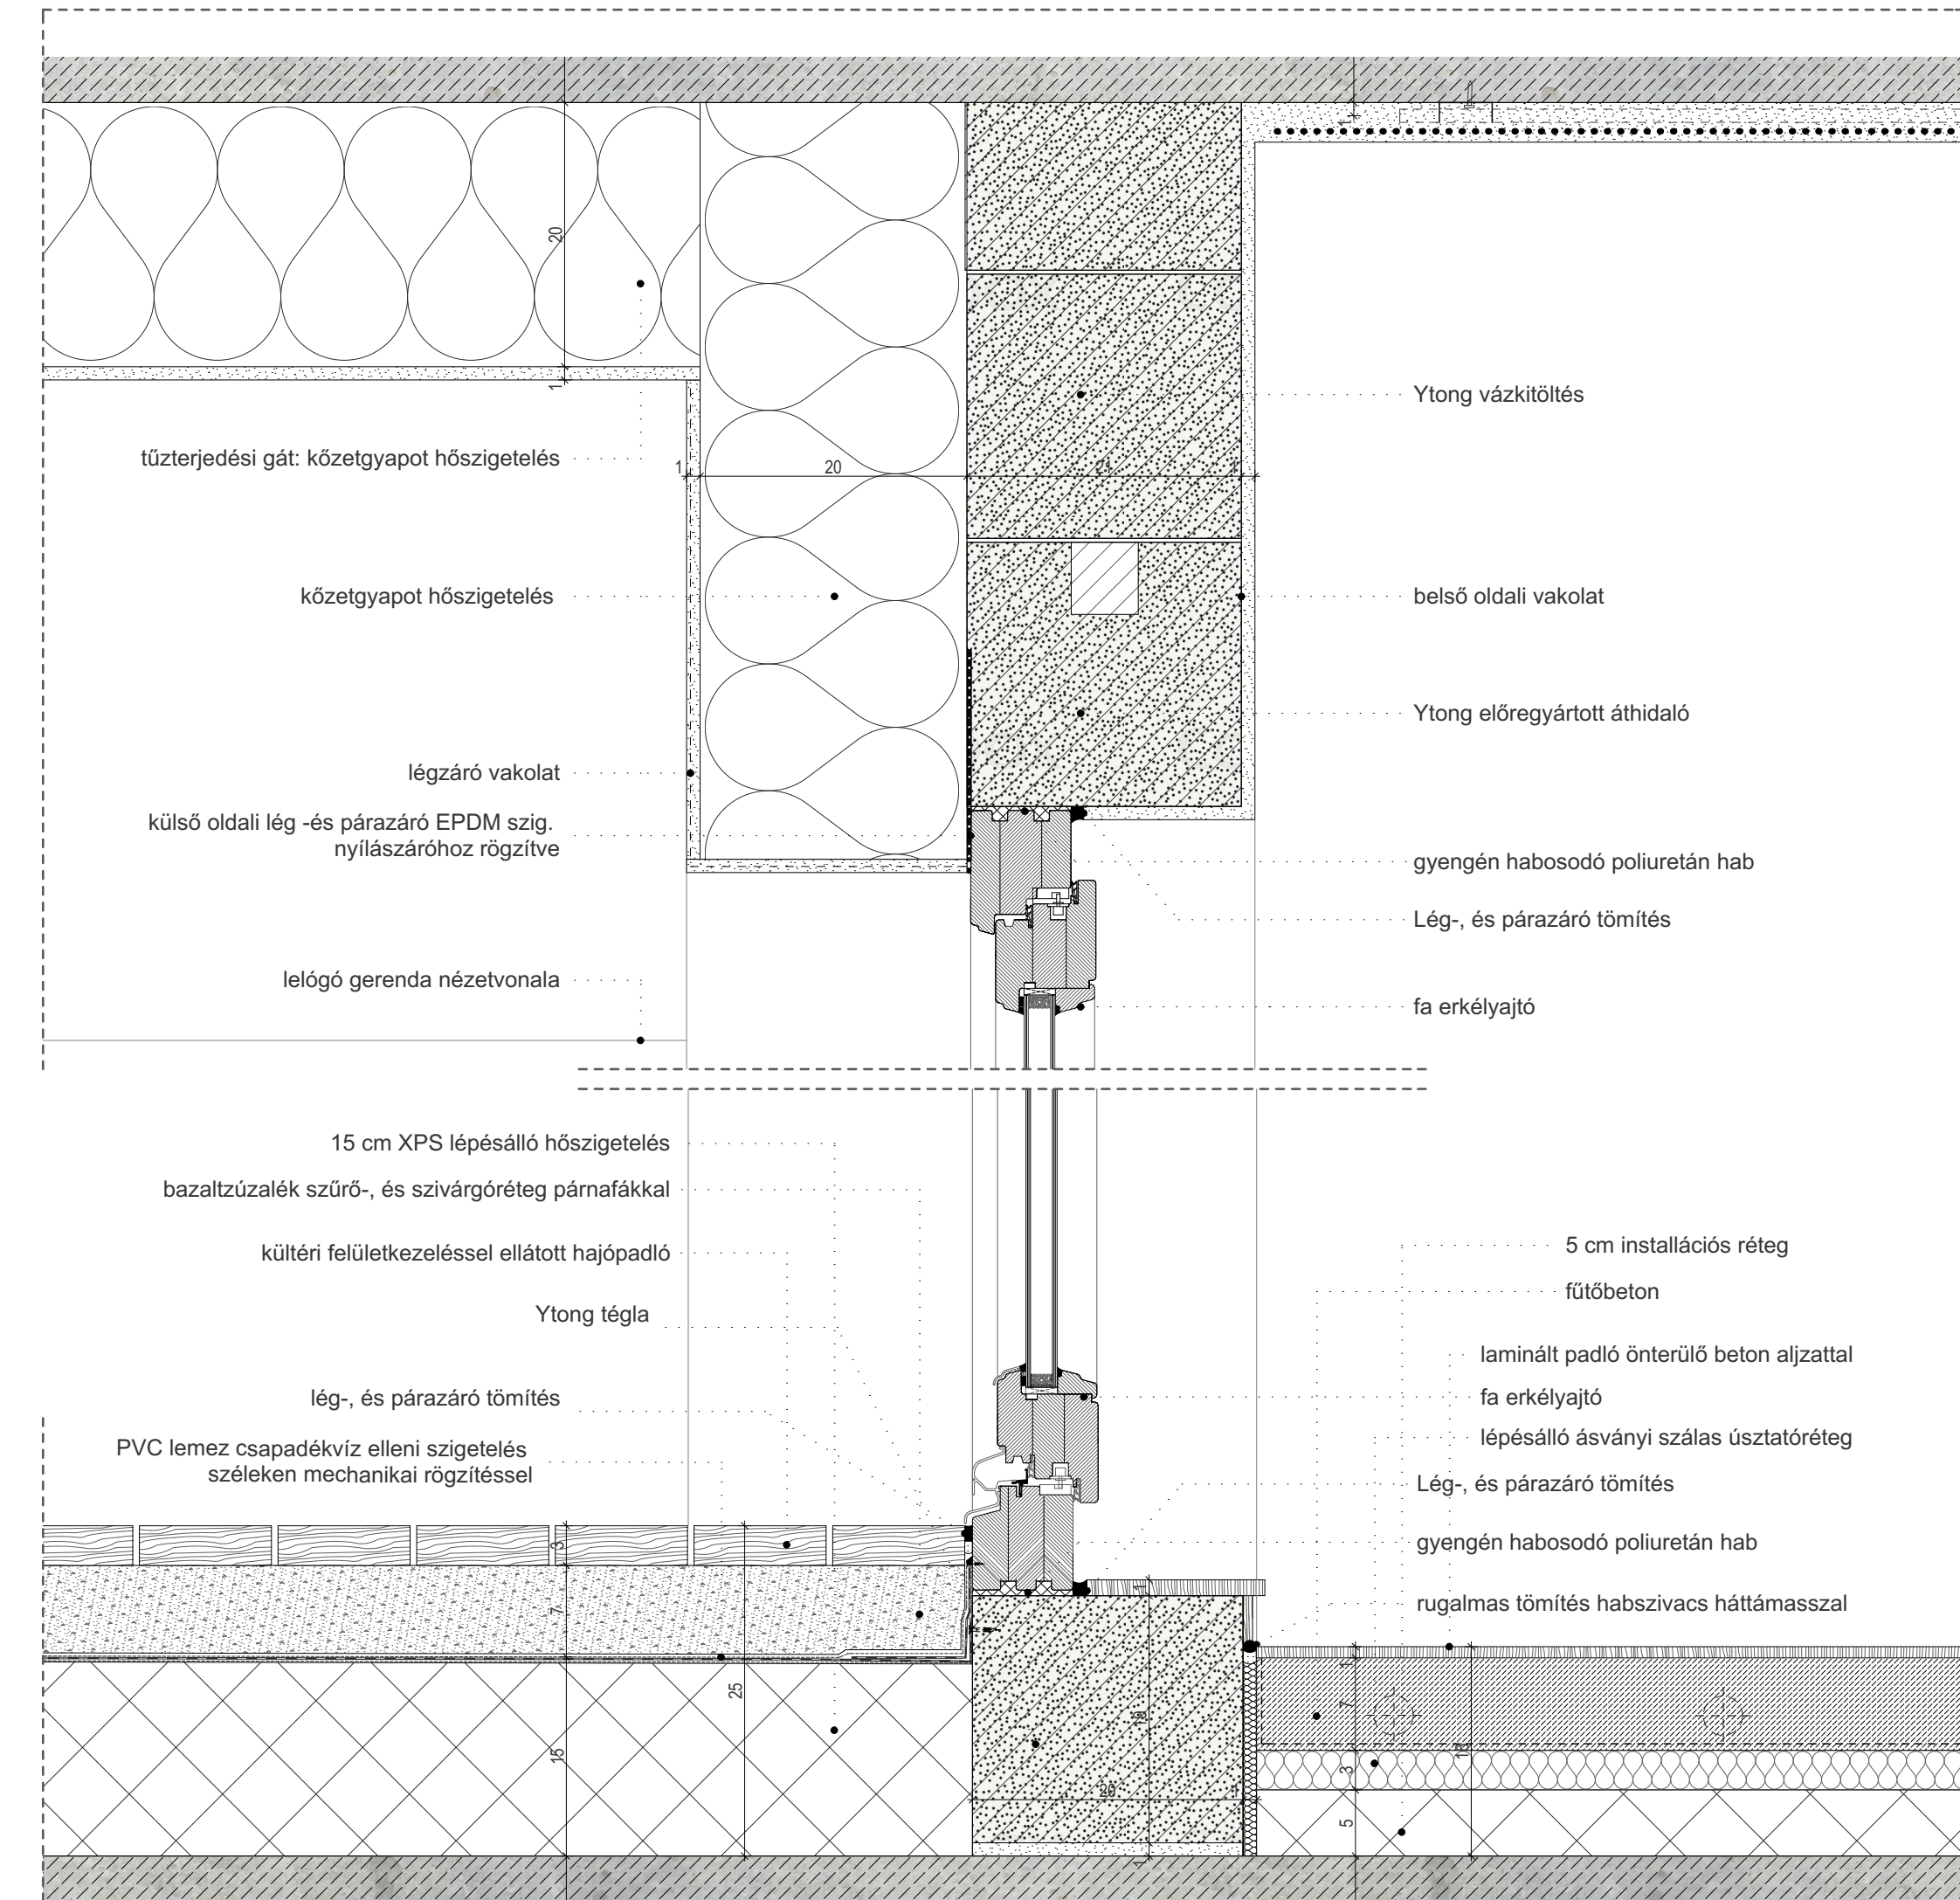 20
1
Ytong vázkitöltés
tűzterjedési gát: kőzetgyapot hőszigetelés
1
20
21
kőzetgyapot hőszigetelés
belső oldali vakolat
Ytong előregyártott áthidaló
légzáró vakolat
külső oldali lég -és párazáró EPDM szig.
nyílászáróhoz rögzítve
gyengén habosodó poliuretán hab
Lég-, és párazáró tömítés
lelógó gerenda nézetvonala
fa erkélyajtó
15 cm XPS lépésálló hőszigetelés
bazaltzúzalék szűrő-, és szivárgóréteg párnafákkal
kültéri felületkezeléssel ellátott hajópadló
Ytong tégla
lég-, és párazáró tömítés
PVC lemez csapadékvíz elleni szigetelés
széleken mechanikai rögzítéssel
5 cm installációs réteg
fűtőbeton
laminált padló önterülő beton aljzattal
fa erkélyajtó
lépésálló ásványi szálas úsztatóréteg
Lég-, és párazáró tömítés
gyengén habosodó poliuretán hab
rugalmas tömítés habszivacs háttámasszal
3
7
15
25
1
20
1
1
7
3
5